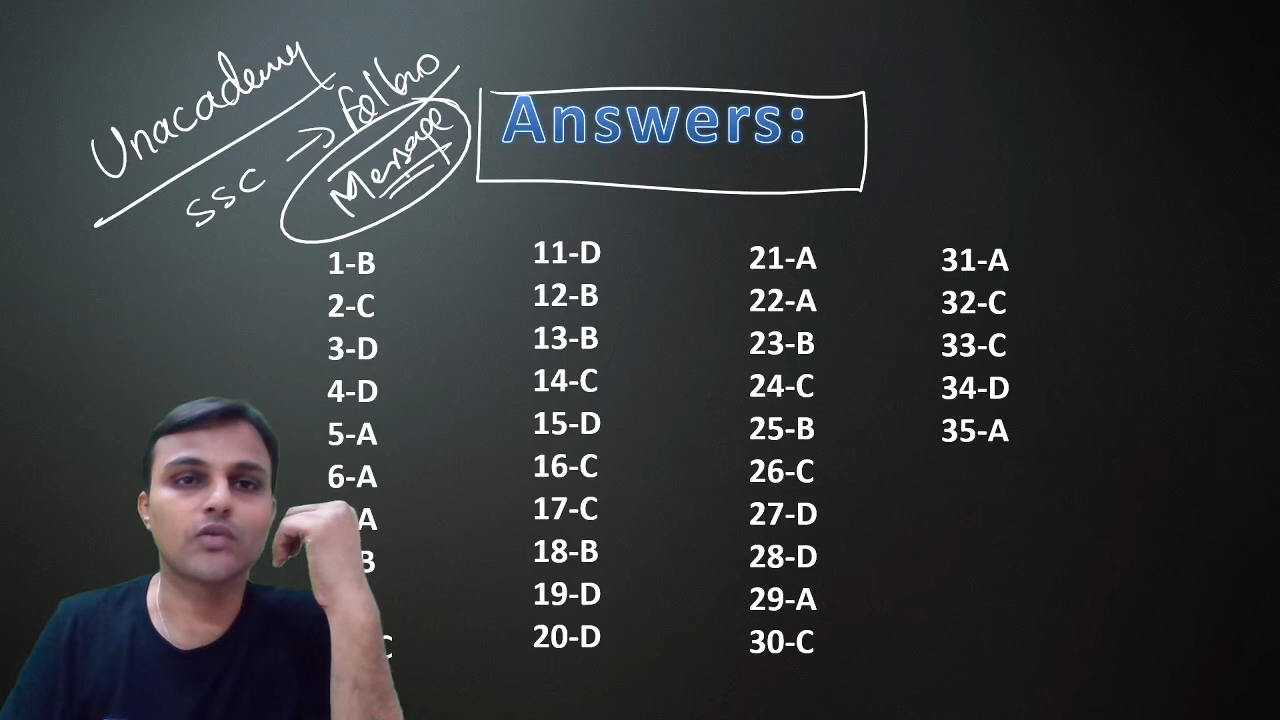 Unacademy
SSC → Follow
Message
Answers:
1-B
2-C
3-D
4-D
5-A
6-A
A
B
C
11-D
12-B
13-B
14-C
15-D
16-C
17-C
18-B
19-D
20-D
21-A
22-A
23-B
24-C
25-B
26-C
27-D
28-D
29-A
30-C
31-A
32-C
33-C
34-D
35-A